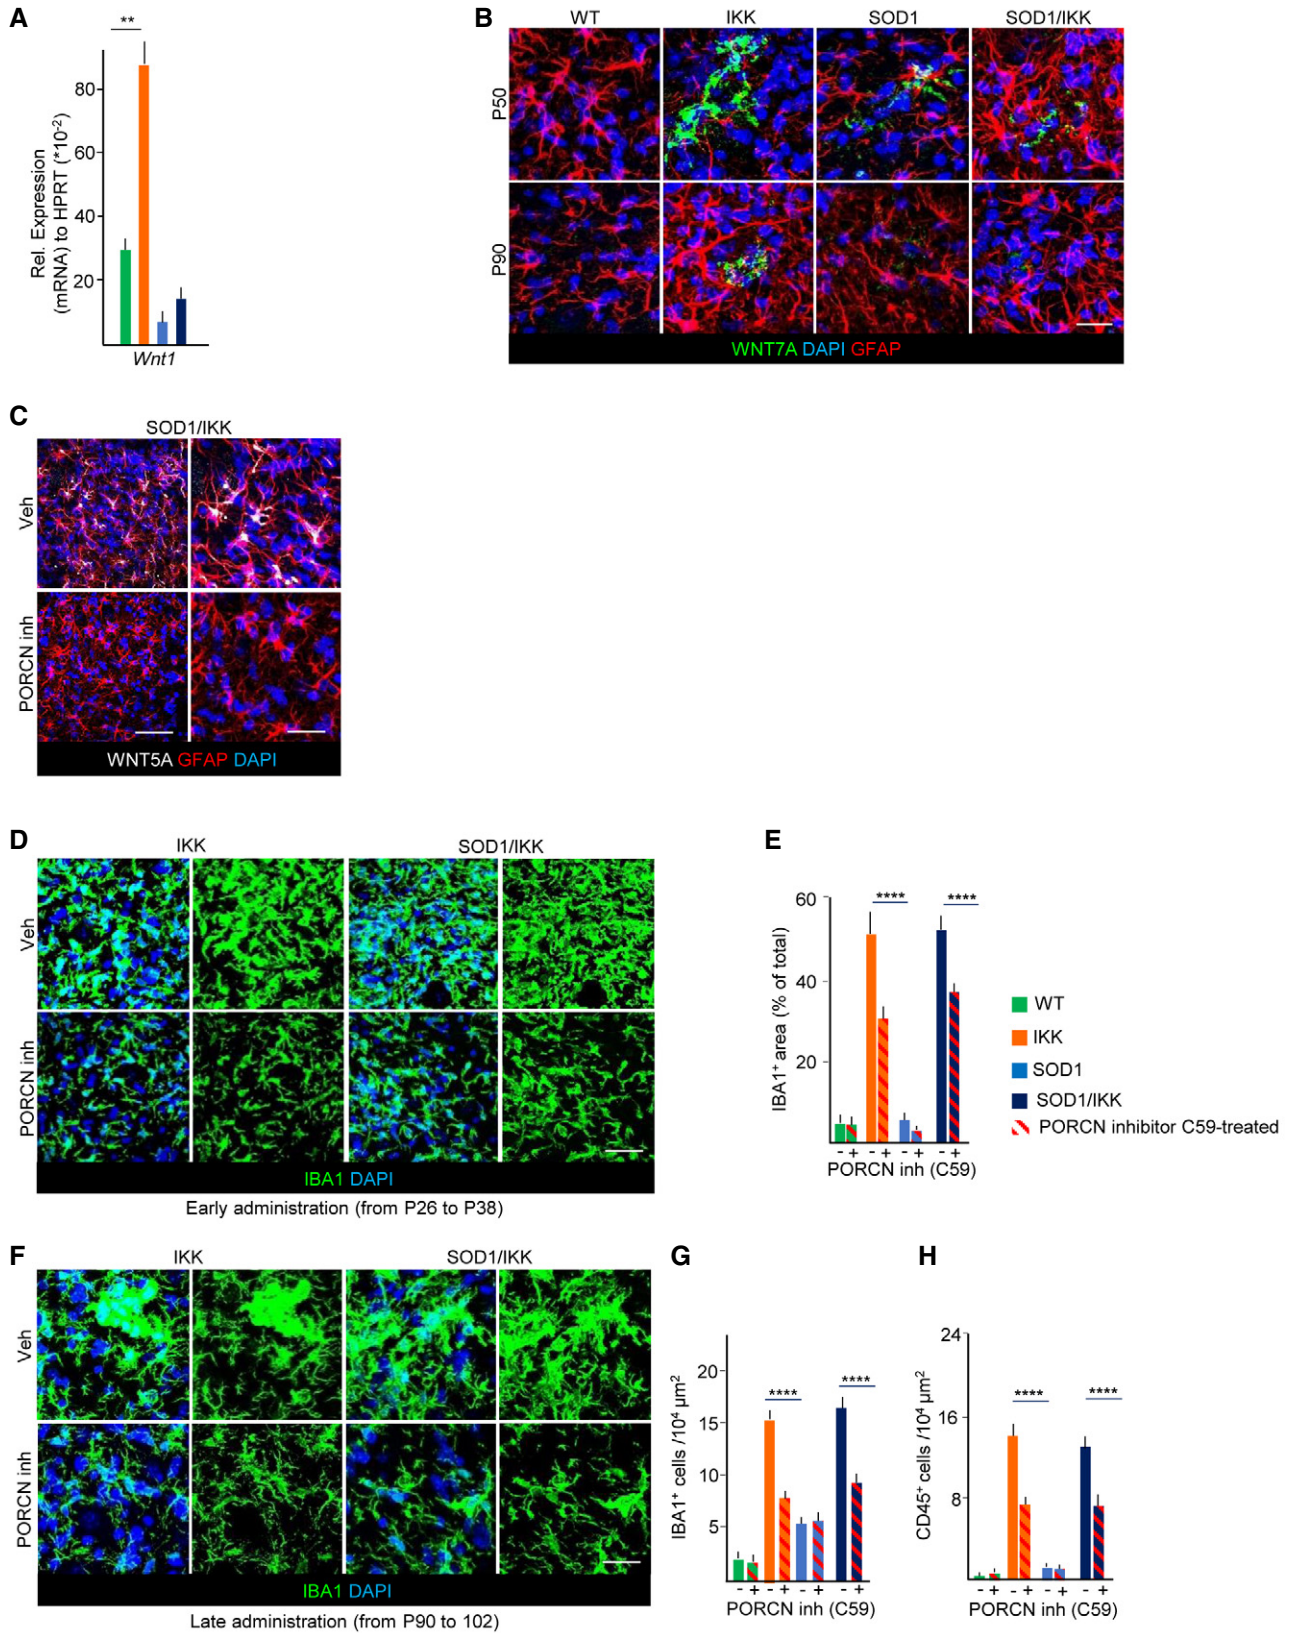 A
**
80
60
40
20
Rel. Expression
(mRNA) to HPRT (*10-2)
Wnt1
B
WT IKK SOD1 SOD1/IKK
P50
P90
WNT7A DAPI GFAP
C
SOD1/IKK
Veh
PORCN inh
WNT5A GFAP DAPI
D
IKK SOD1/IKK
Veh
PORCN inh
IBA1 DAPI
Early administration (from P26 to P38)
E
60
40
20
IBA1+ area (% of total)
**** ****
- + - + - + - +
PORCN inh (C59)
WT
IKK
SOD1
SOD1/IKK
PORCN inhibitor C59-treated
F
IKK SOD1/IKK
Veh
PORCN inh
IBA1 DAPI
Late administration (from P90 to 102)
G
20
15
10
5
IBA1+ cells /10⁴ µm²
**** ****
- + - + - + - +
PORCN inh (C59)
H
24
16
8
CD45+ cells /10⁴ µm²
**** ****
- + - + - + - +
PORCN inh (C59)